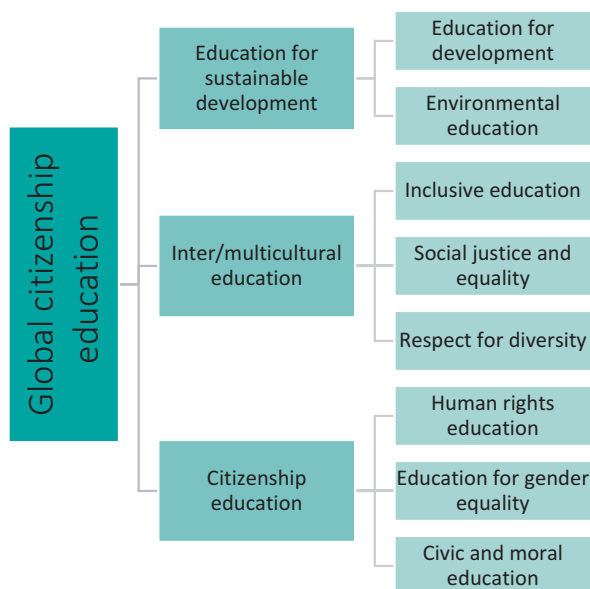 Global citizenship
education
Education for
sustainable
development
Education for
development
Environmental
education
Inter/multicultural
education
Inclusive education
Social justice and
equality
Respect for diversity
Citizenship
education
Human rights
education
Education for gender
equality
Civic and moral
education